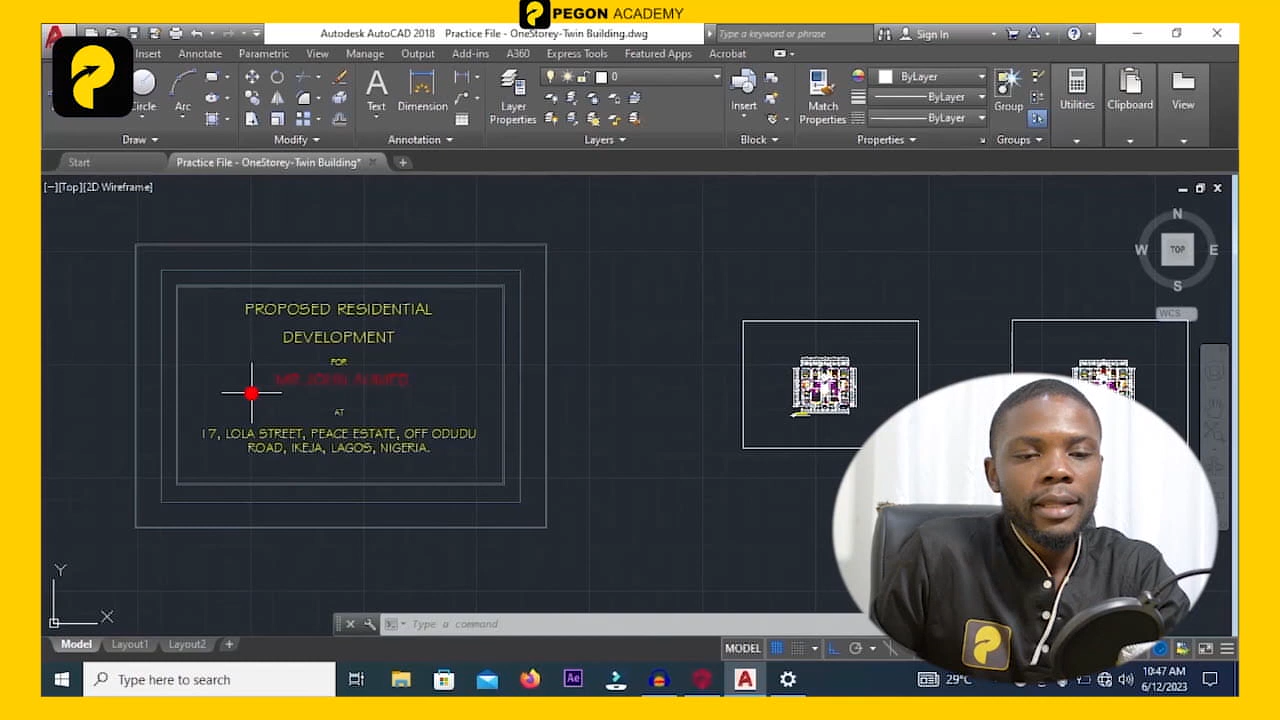 PEGON ACADEMY
Autodesk AutoCAD 2018 Practice File - OneStorey-Twin Building.dwg
Type a keyword or phrase
Sign In
Insert Annotate Parametric View Manage Output Add-ins A360 Express Tools Featured Apps Acrobat
Circle Arc Text Dimension Layer Properties 0 Insert Match Properties ByLayer ByLayer ByLayer Group Utilities Clipboard View
Draw Modify Annotation Layers Block Properties Groups
Start Practice File - OneStorey-Twin Building*
[−][Top][2D Wireframe]
N
W TOP E
S
WCS
PROPOSED RESIDENTIAL
DEVELOPMENT
FOR
AT
17, LOLA STREET, PEACE ESTATE, OFF ODUDU
ROAD, IKEJA, LAGOS, NIGERIA.
Y
X
Type a command
Model Layout1 Layout2 MODEL
Type here to search
Ae
A
29°C
10:47 AM
6/12/2023